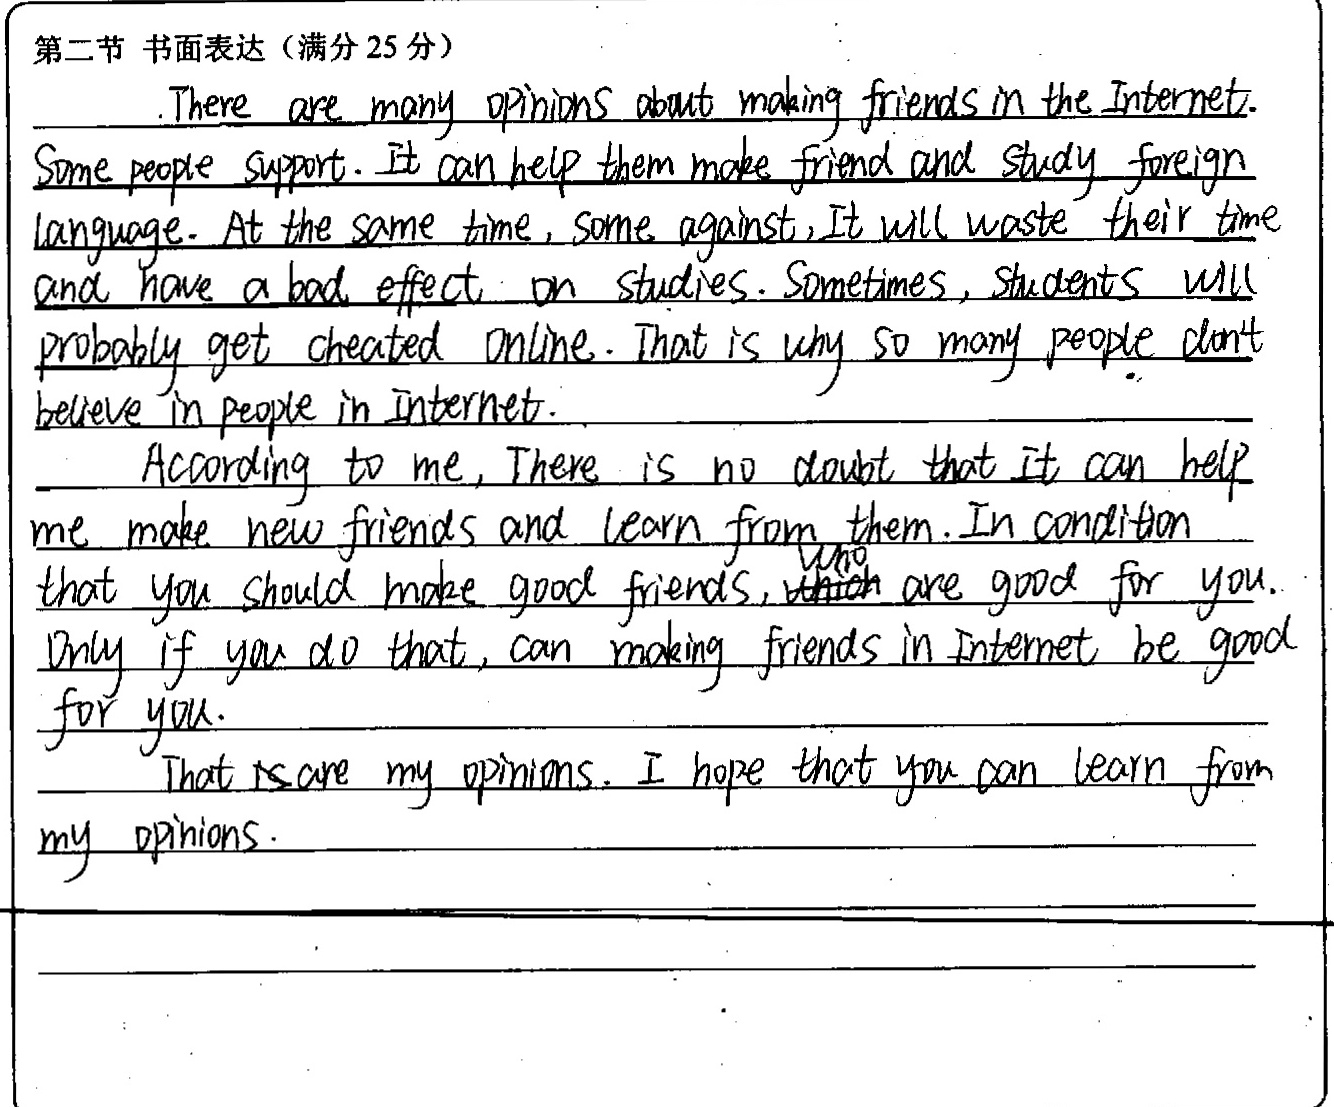 第二节 书面表达（满分 25 分）
There are many opinions about making friends in the Internet.
Some people support. It can help them make friend and study foreign
language. At the same time, some against, It will waste their time
and have a bad effect on studies. Sometimes, students will
probably get cheated online. That is why so many people don't
believe in people in Internet.
According to me, There is no doubt that it can help
me make new friends and learn from them. In condition
that you should make good friends, who are good for you.
Only if you do that, can making friends in Internet be good
for you.
That are my opinions. I hope that you can learn from
my opinions.